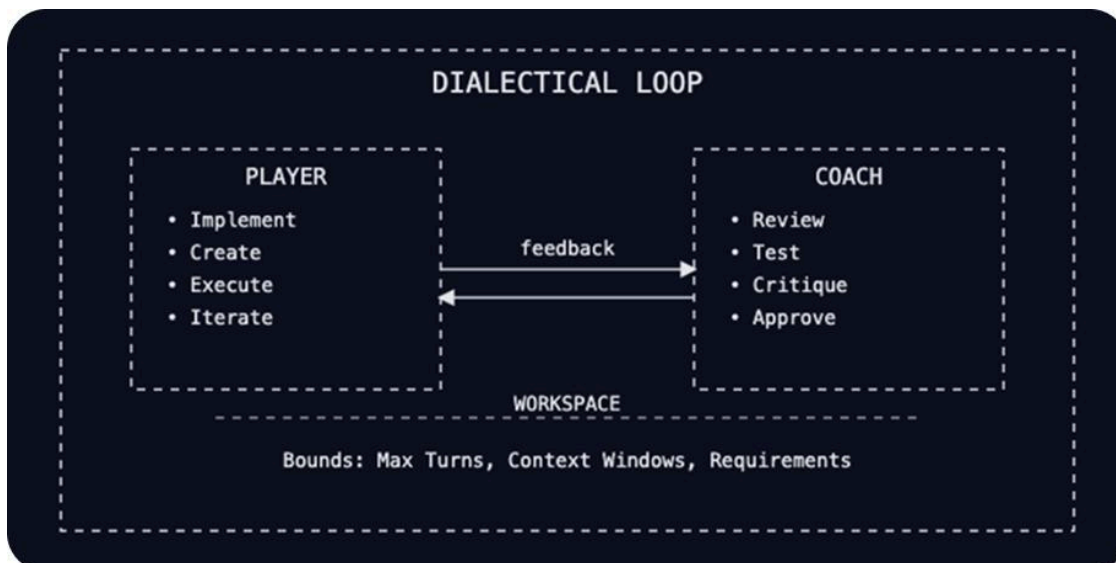 DIALECTICAL LOOP
PLAYER
• Implement
• Create
• Execute
• Iterate
feedback
COACH
• Review
• Test
• Critique
• Approve
WORKSPACE
Bounds: Max Turns, Context Windows, Requirements